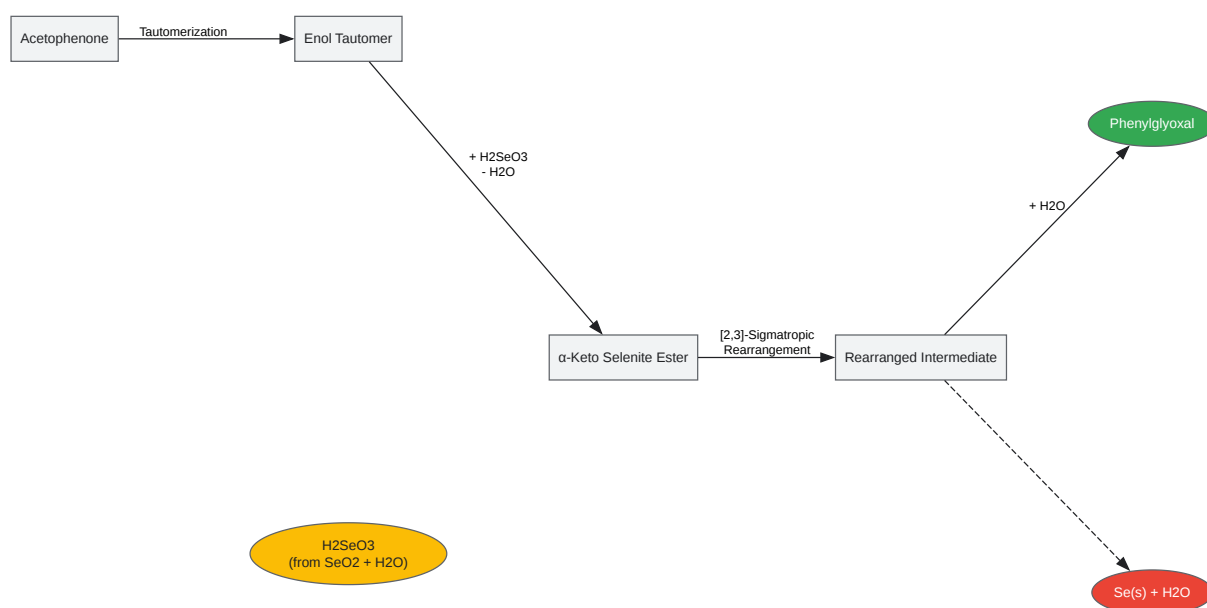 Acetophenone
Tautomerization
Enol Tautomer
Phenylglyoxal
+ H2SeO3
- H2O
+ H2O
α-Keto Selenite Ester
[2,3]-Sigmatropic
Rearrangement
Rearranged Intermediate
H2SeO3
(from SeO2 + H2O)
Se(s) + H2O